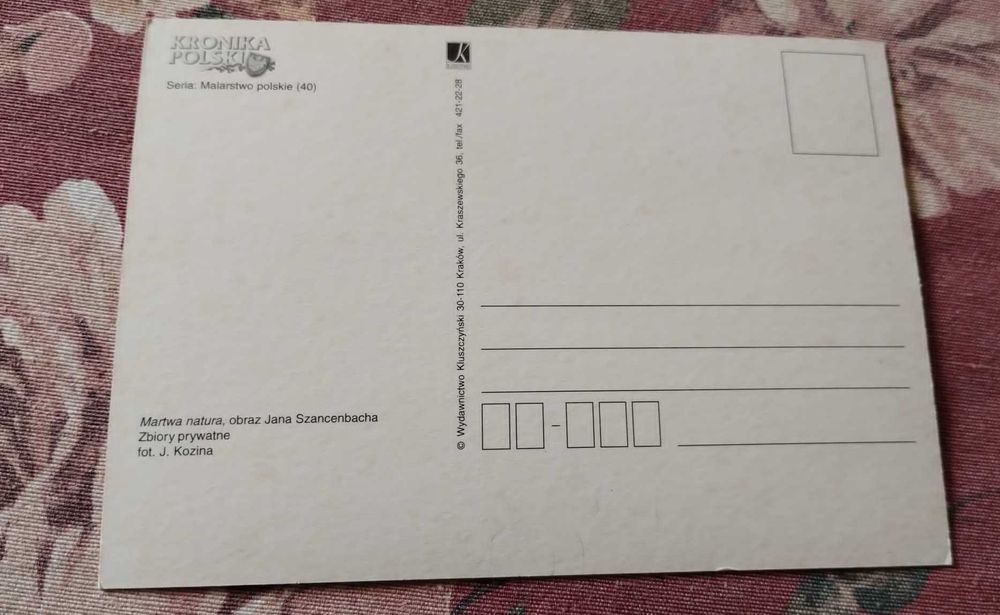 KRONIKA
POLSKI
Seria: Malarstwo polskie (40)
Martwa natura, obraz Jana Szancenbacha
Zbiory prywatne
fot. J. Kozina
© Wydawnictwo Kluszczyński 30-110 Kraków, ul. Kraszewskiego 36, tel./fax 421-22-28
K
–